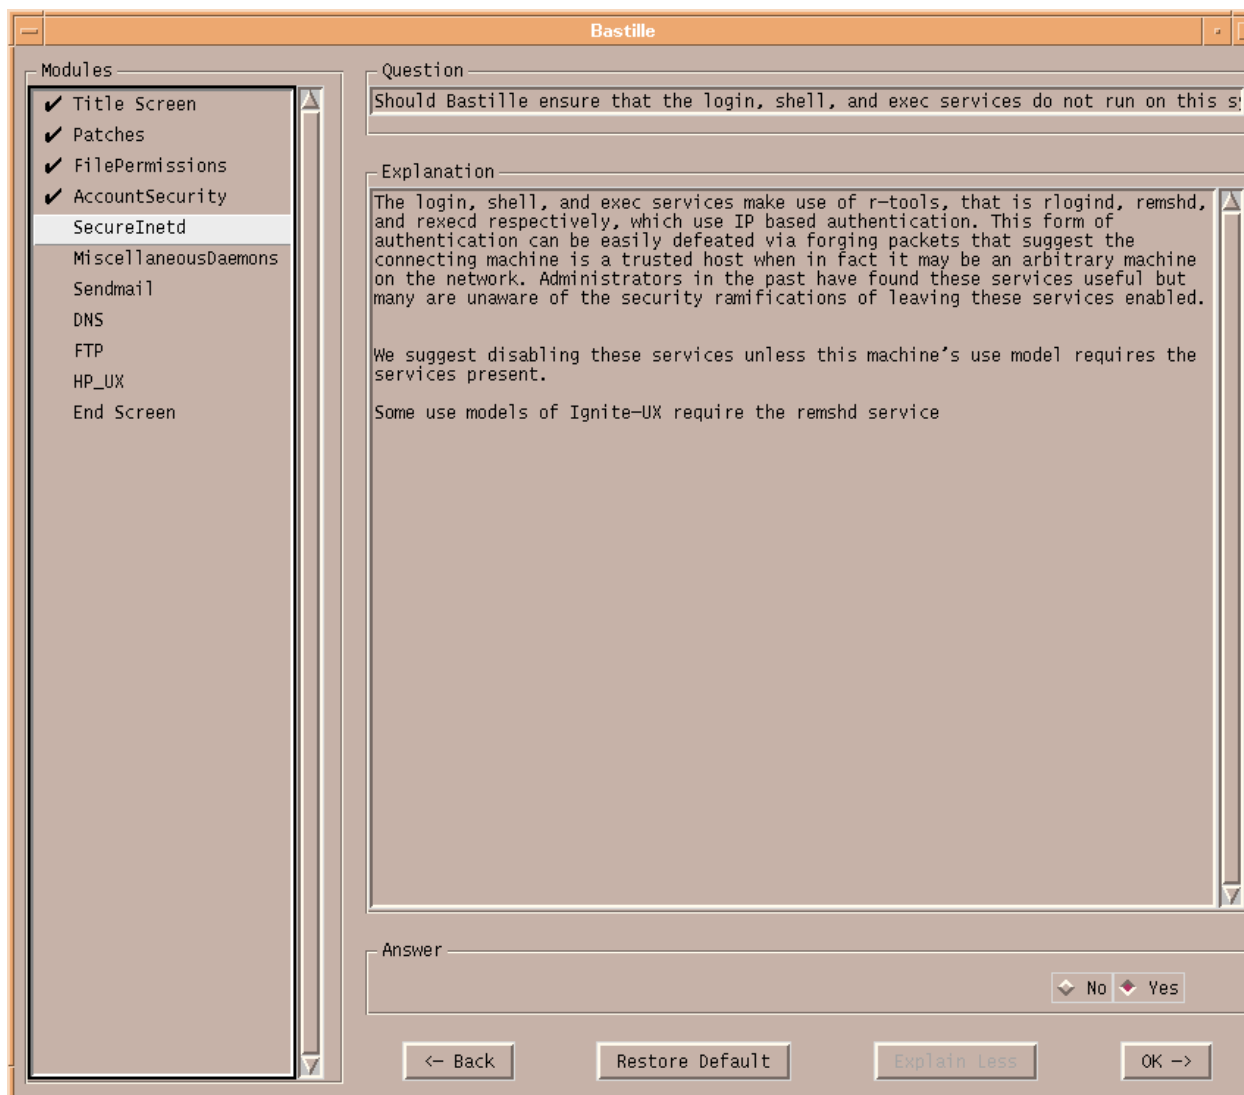 Bastille
Modules
Title Screen
Patches
FilePermissions
AccountSecurity
SecureInetd
MiscellaneousDaemons
Sendmail
DNS
FTP
HP_UX
End Screen
Question
Should Bastille ensure that the login, shell, and exec services do not run on this
Explanation
The login, shell, and exec services make use of r-tools, that is rlogind, remshd,
and rexecd respectively, which use IP based authentication. This form of
authentication can be easily defeated via forging packets that suggest the
connecting machine is a trusted host when in fact it may be an arbitrary machine
on the network. Administrators in the past have found these services useful but
many are unaware of the security ramifications of leaving these services enabled.
We suggest disabling these services unless this machine's use model requires the
services present.
Some use models of Ignite-UX require the remshd service
Answer
No Yes
<- Back Restore Default Explain Less OK ->